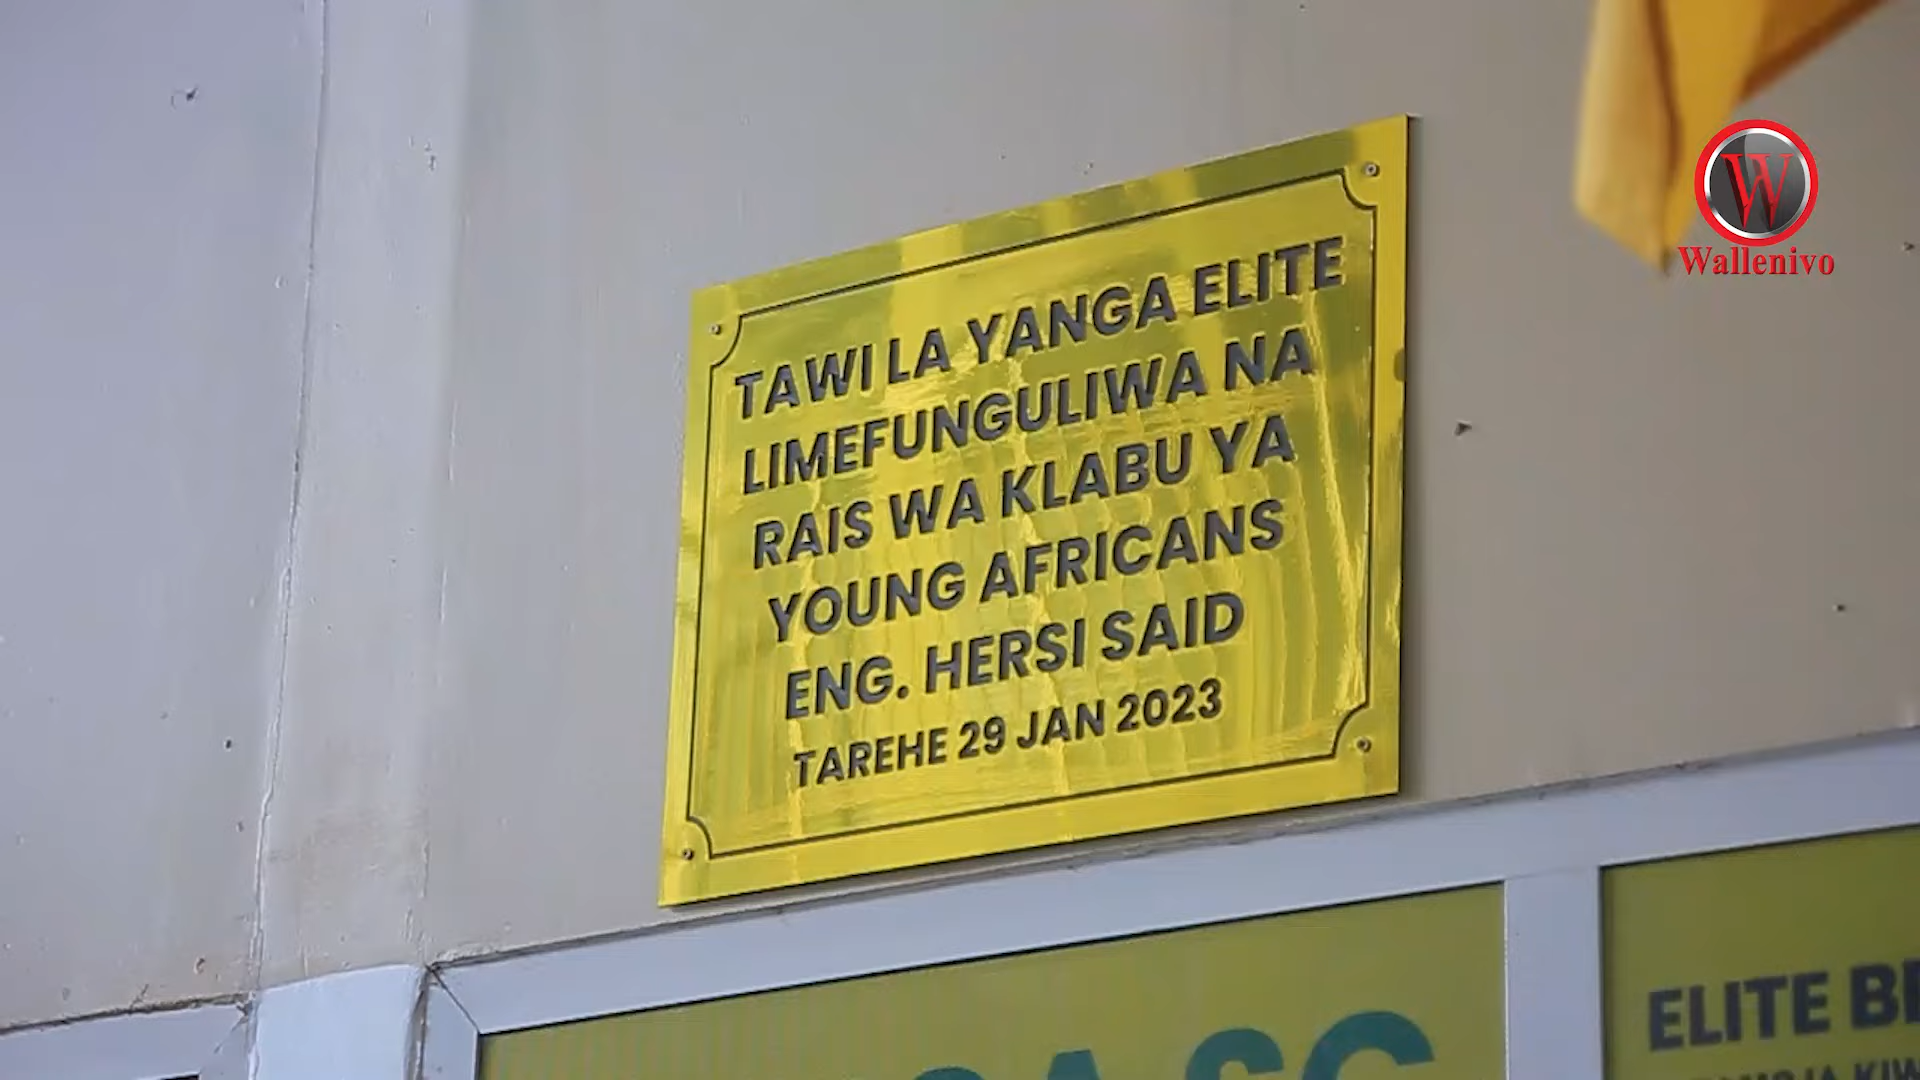 TAWI LA YANGA ELITE
LIMEFUNGULIWA NA
RAIS WA KLABU YA
YOUNG AFRICANS
ENG. HERSI SAID
TAREHE 29 JAN 2023
W
Wallenivo
ELITE